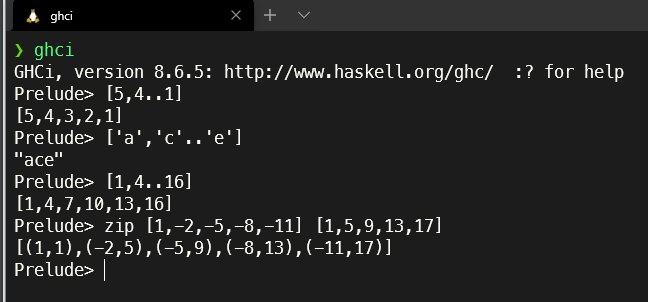 ghci
❯ ghci
GHCi, version 8.6.5: http://www.haskell.org/ghc/  :? for help
Prelude> [5,4..1]
[5,4,3,2,1]
Prelude> ['a','c'..'e']
"ace"
Prelude> [1,4..16]
[1,4,7,10,13,16]
Prelude> zip [1,-2,-5,-8,-11] [1,5,9,13,17]
[(1,1),(-2,5),(-5,9),(-8,13),(-11,17)]
Prelude>